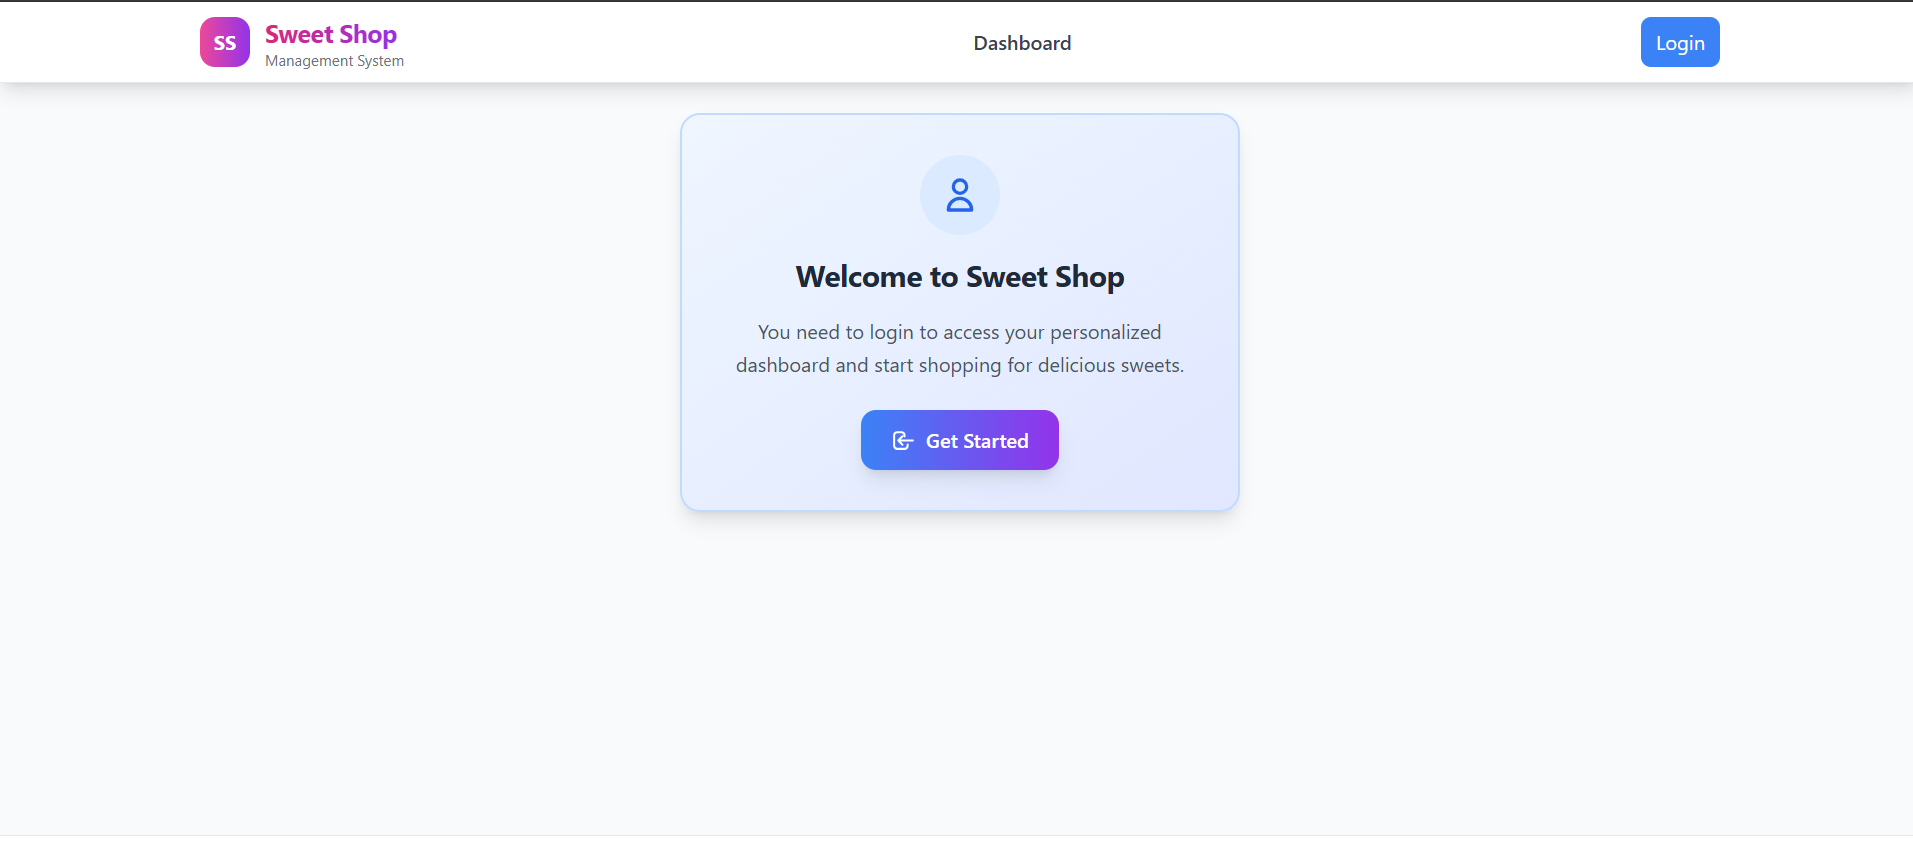 SS
Sweet Shop
Management System
Dashboard
Login
Welcome to Sweet Shop
You need to login to access your personalized
dashboard and start shopping for delicious sweets.
Get Started